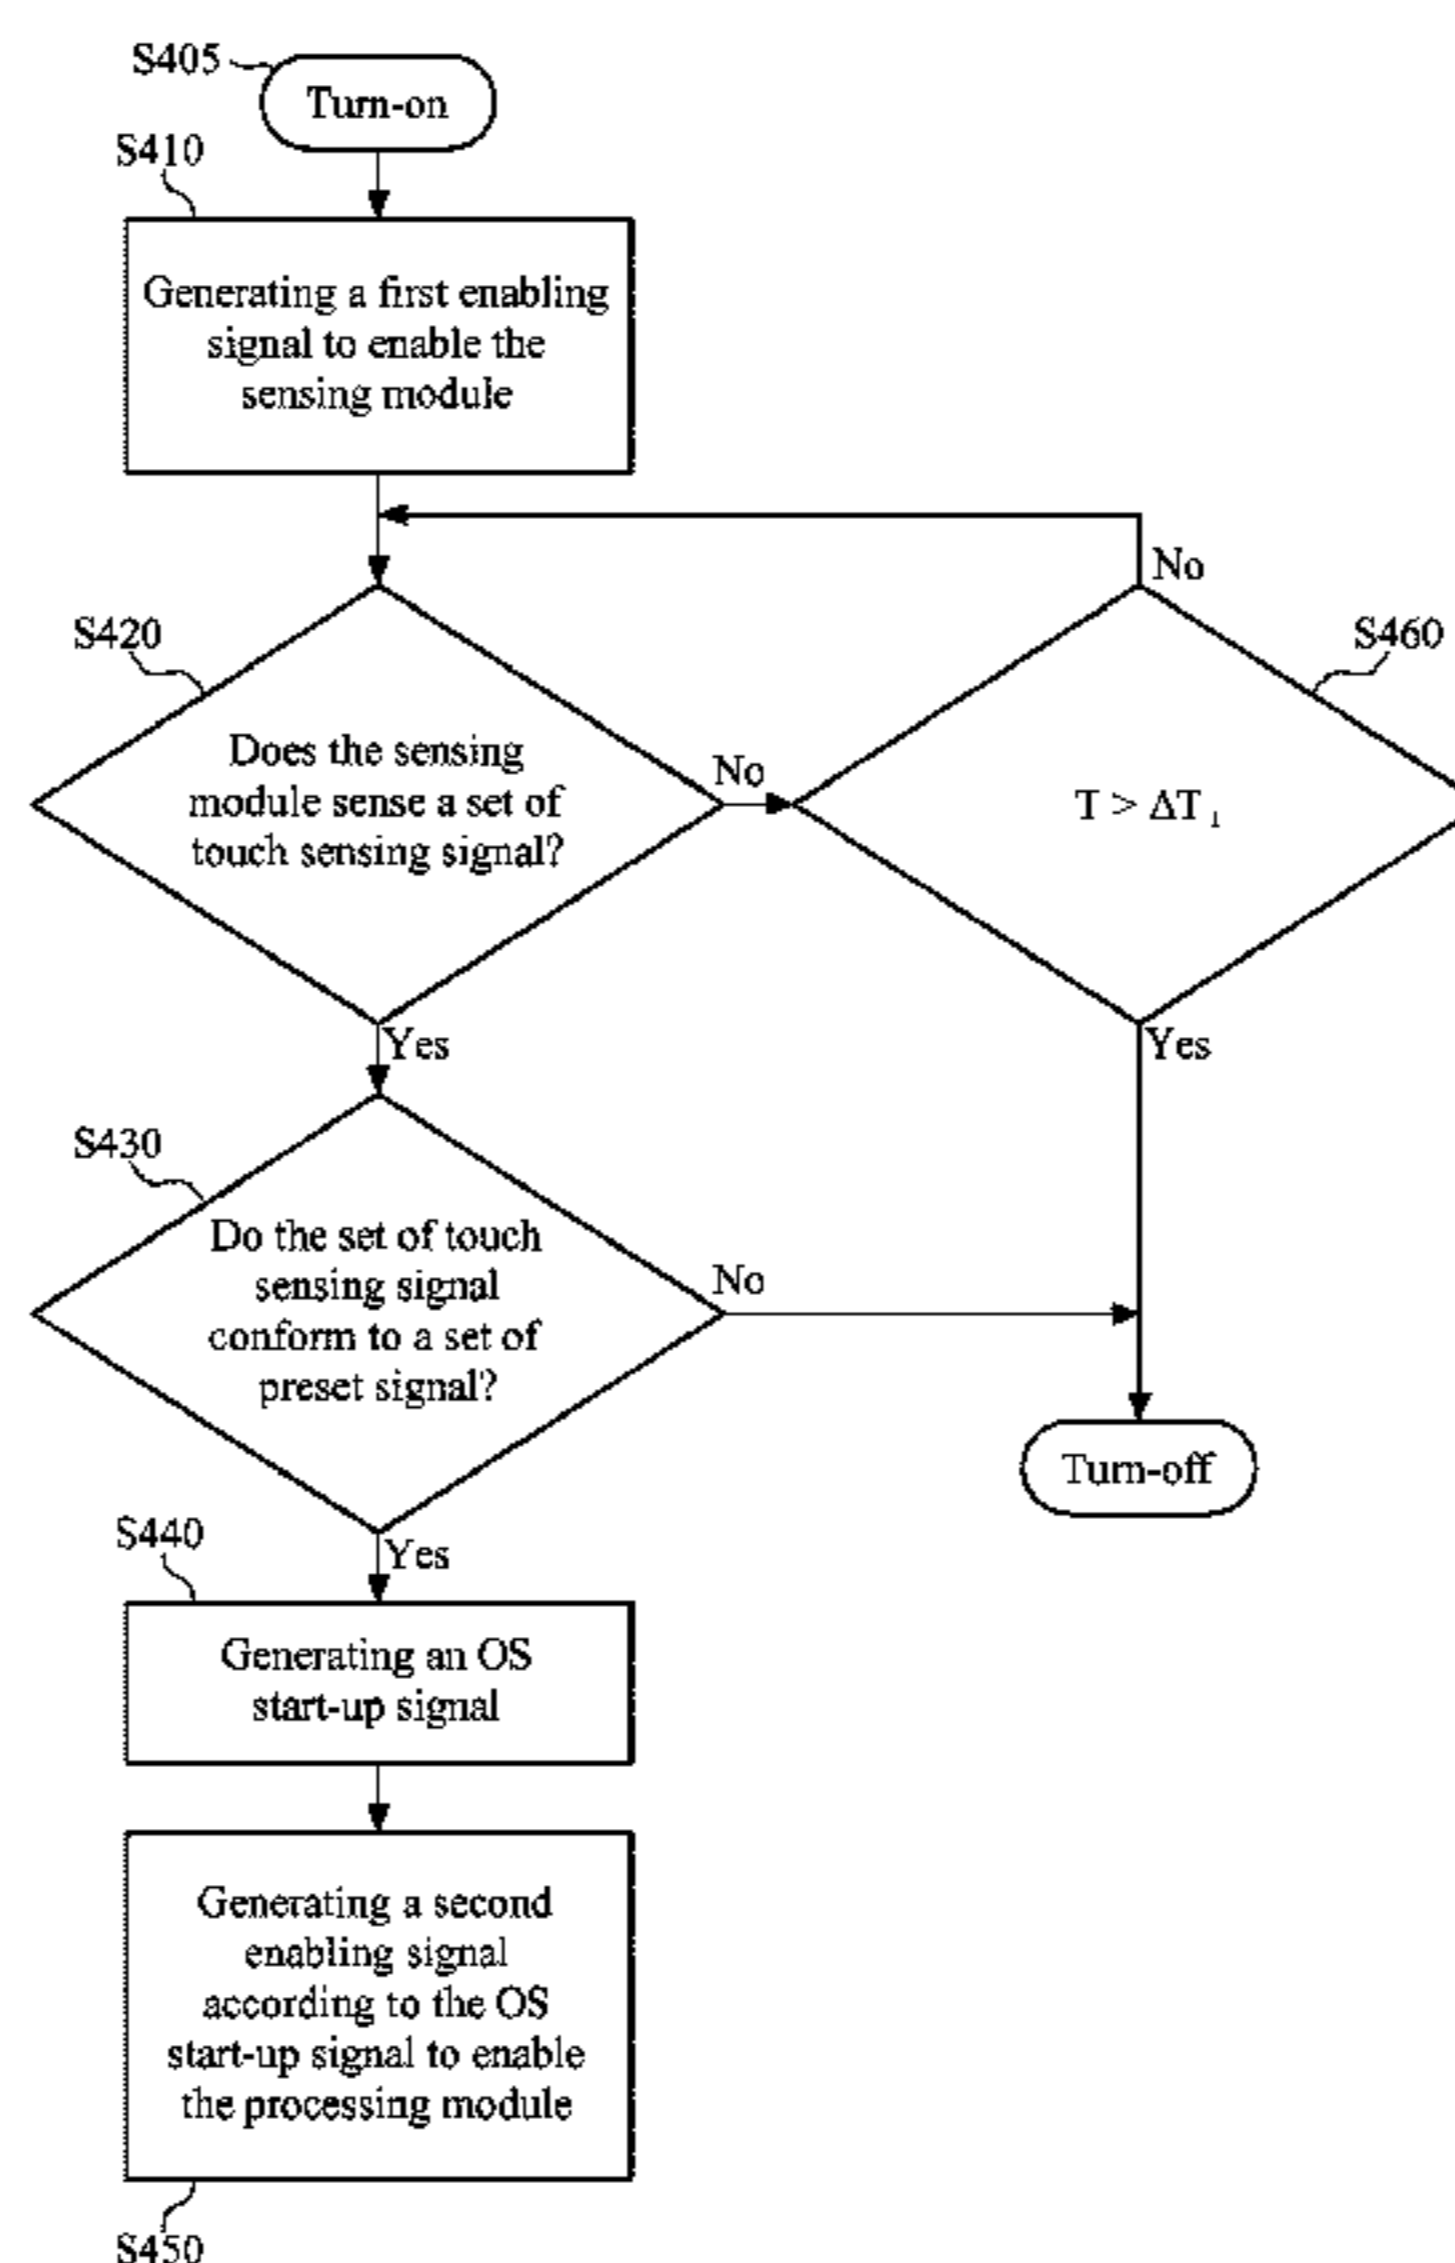 S405
Turn-on
S410
Generating a first enabling
signal to enable the
sensing module
No
S420
S460
Does the sensing
module sense a set of
touch sensing signal?
No
T > ΔT₁
Yes
Yes
S430
Do the set of touch
sensing signal
conform to a set of
preset signal?
No
Turn-off
S440
Yes
Generating an OS
start-up signal
Generating a second
enabling signal
according to the OS
start-up signal to enable
the processing module
S450